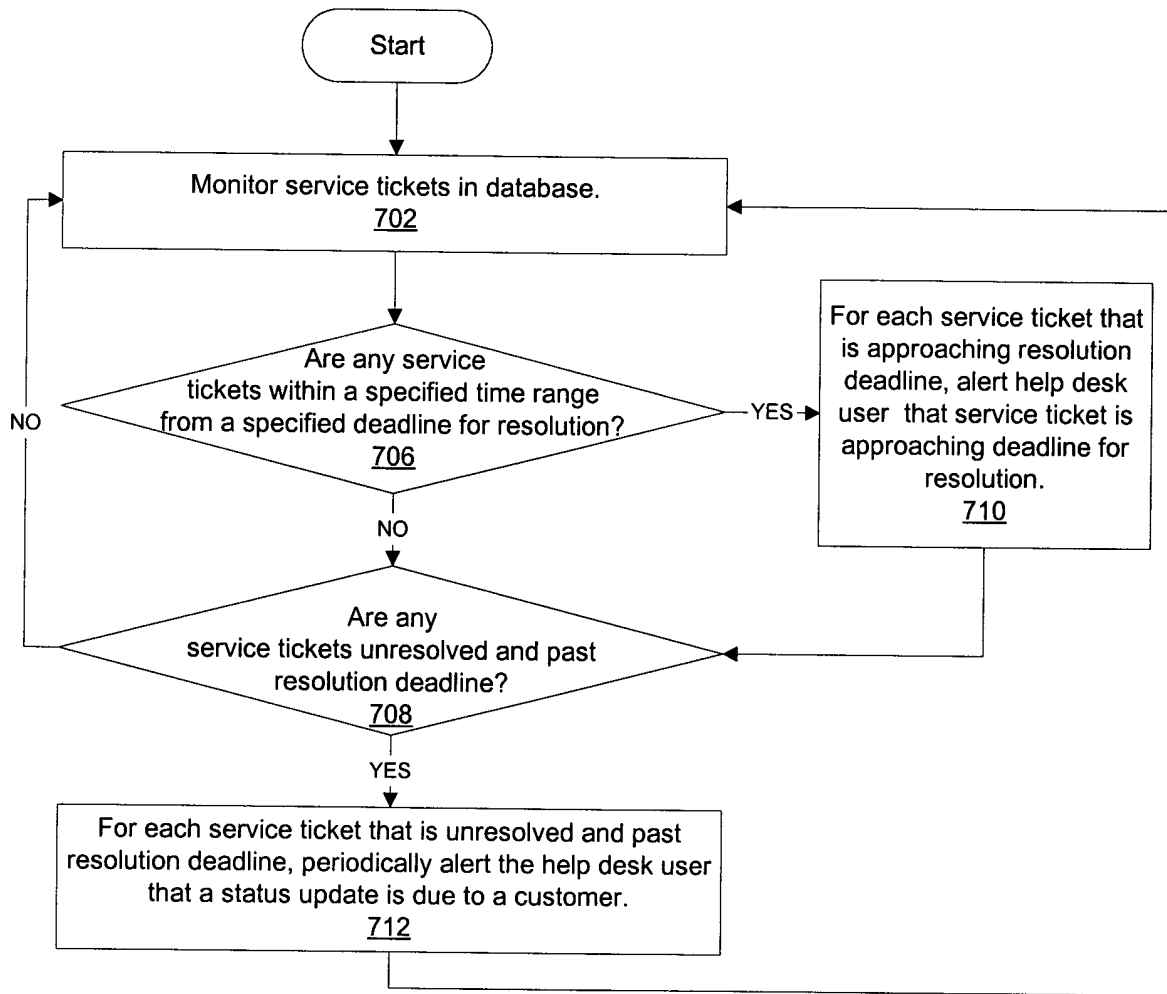 Start
Monitor service tickets in database.
702
Are any service
tickets within a specified time range
from a specified deadline for resolution?
706
YES
For each service ticket that
is approaching resolution
deadline, alert help desk
user that service ticket is
approaching deadline for
resolution.
710
NO
NO
Are any
service tickets unresolved and past
resolution deadline?
708
YES
For each service ticket that is unresolved and past
resolution deadline, periodically alert the help desk user
that a status update is due to a customer.
712